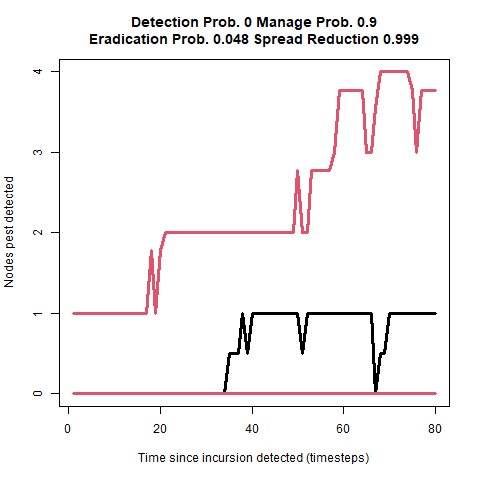 Detection Prob. 0 Manage Prob. 0.9
Eradication Prob. 0.048 Spread Reduction 0.999
4
3
2
1
0
Nodes pest detected
0 20 40 60 80
Time since incursion detected (timesteps)